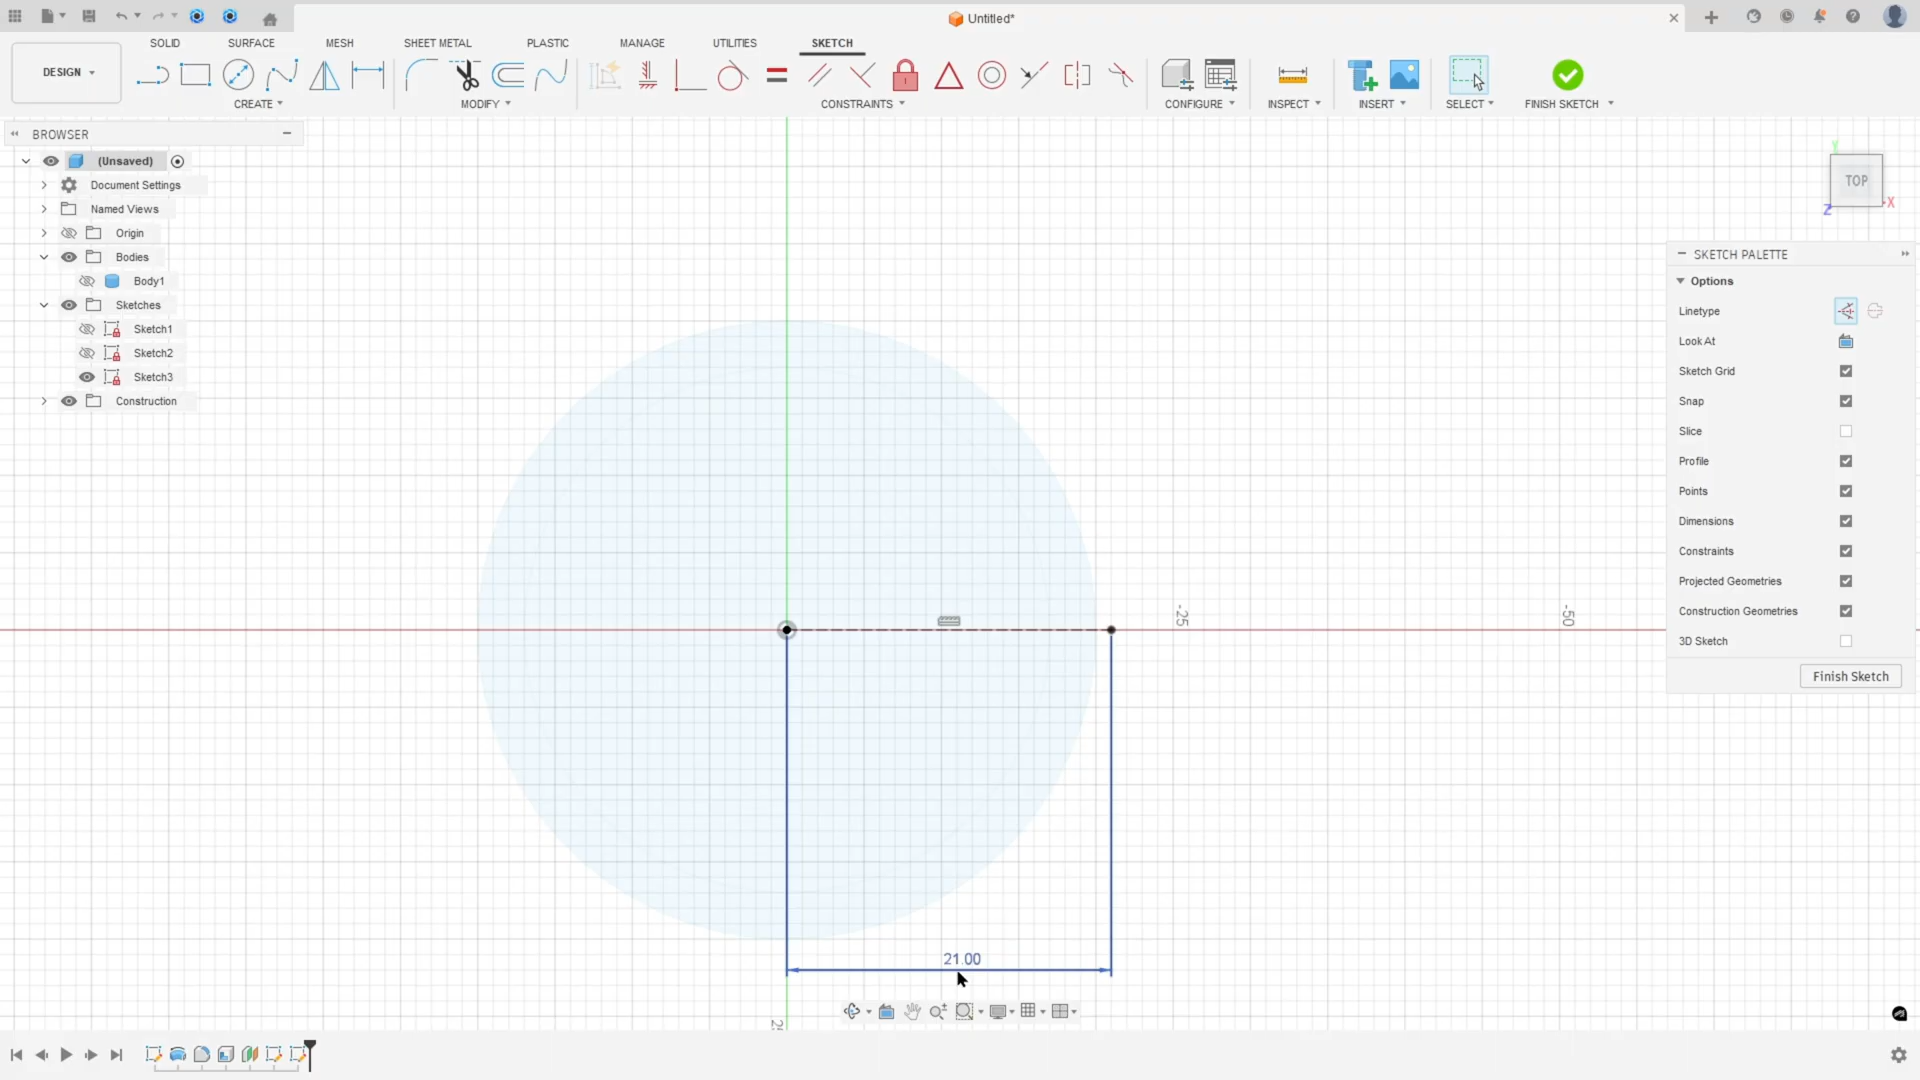 Untitled*
SOLID SURFACE MESH SHEET METAL PLASTIC MANAGE UTILITIES SKETCH
DESIGN
CREATE MODIFY CONSTRAINTS CONFIGURE INSPECT INSERT SELECT FINISH SKETCH
BROWSER
(Unsaved)
Document Settings
Named Views
Origin
Bodies
Body1
Sketches
Sketch1
Sketch2
Sketch3
Construction
Y
TOP
X
Z
SKETCH PALETTE
Options
Linetype
Look At
Sketch Grid
Snap
Slice
Profile
Points
Dimensions
Constraints
Projected Geometries
Construction Geometries
3D Sketch
Finish Sketch
-25
-50
21.00